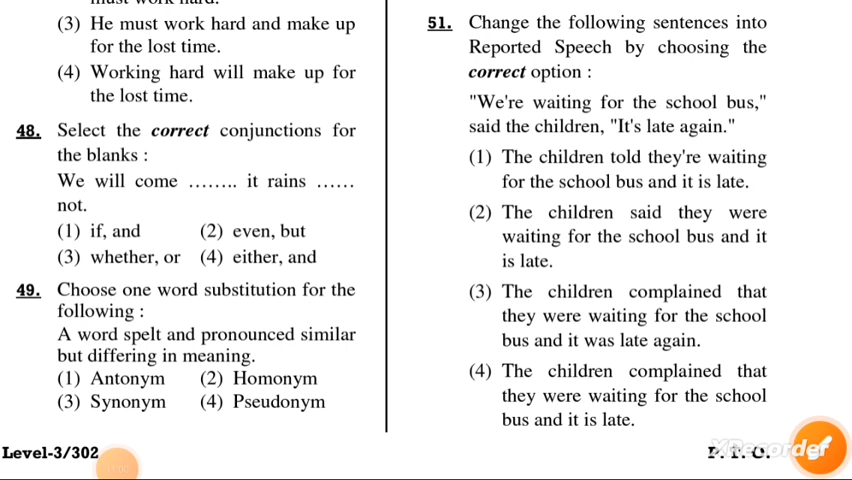 must work hard.
(3) He must work hard and make up
for the lost time.
(4) Working hard will make up for
the lost time.
48. Select the correct conjunctions for
the blanks :
We will come ........ it rains ......
not.
(1) if, and (2) even, but
(3) whether, or (4) either, and
49. Choose one word substitution for the
following :
A word spelt and pronounced similar
but differing in meaning.
(1) Antonym (2) Homonym
(3) Synonym (4) Pseudonym
Level-3/302
51. Change the following sentences into
Reported Speech by choosing the
correct option :
"We're waiting for the school bus,"
said the children, "It's late again."
(1) The children told they're waiting
for the school bus and it is late.
(2) The children said they were
waiting for the school bus and it
is late.
(3) The children complained that
they were waiting for the school
bus and it was late again.
(4) The children complained that
they were waiting for the school
bus and it is late.
P. T. O.
XRecorder